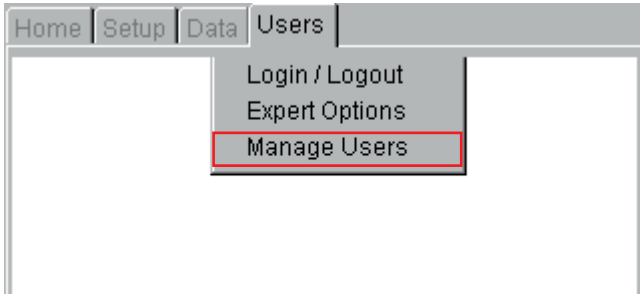 Home Setup Data Users
Login / Logout
Expert Options
Manage Users